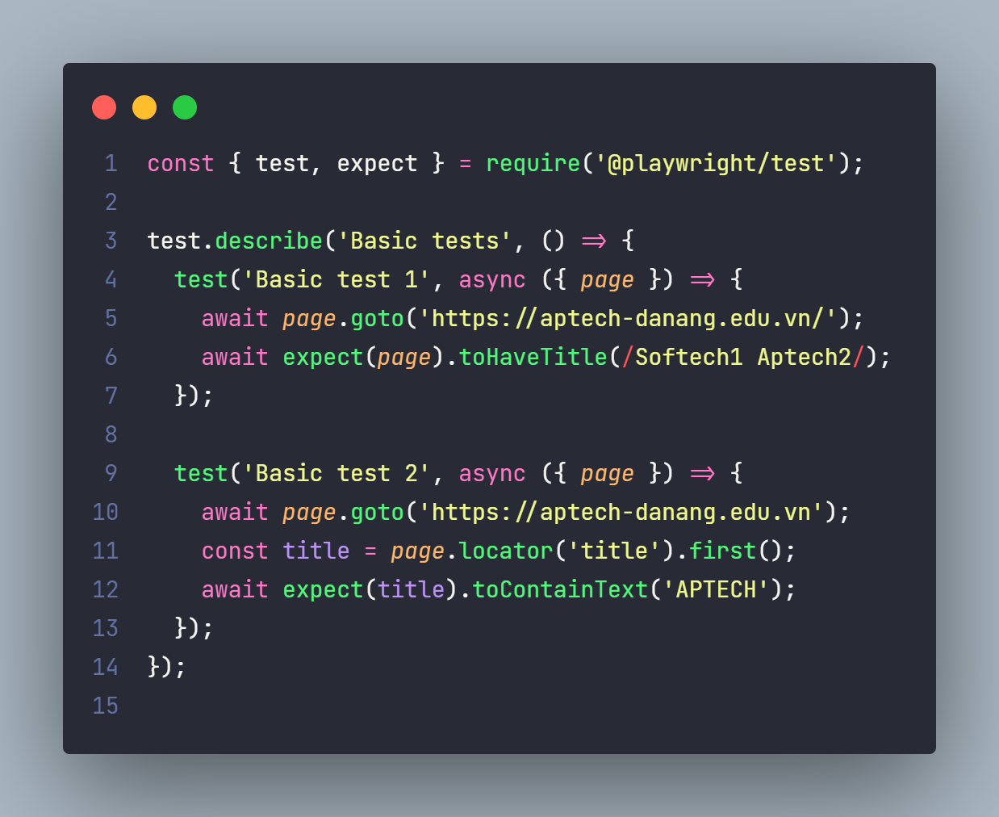 1 const { test, expect } = require('@playwright/test');
2
3 test.describe('Basic tests', () => {
4 test('Basic test 1', async ({ page }) => {
5 await page.goto('https://aptech-danang.edu.vn/');
6 await expect(page).toHaveTitle(/Softech1 Aptech2/);
7 });
8
9 test('Basic test 2', async ({ page }) => {
10 await page.goto('https://aptech-danang.edu.vn');
11 const title = page.locator('title').first();
12 await expect(title).toContainText('APTECH');
13 });
14 });
15